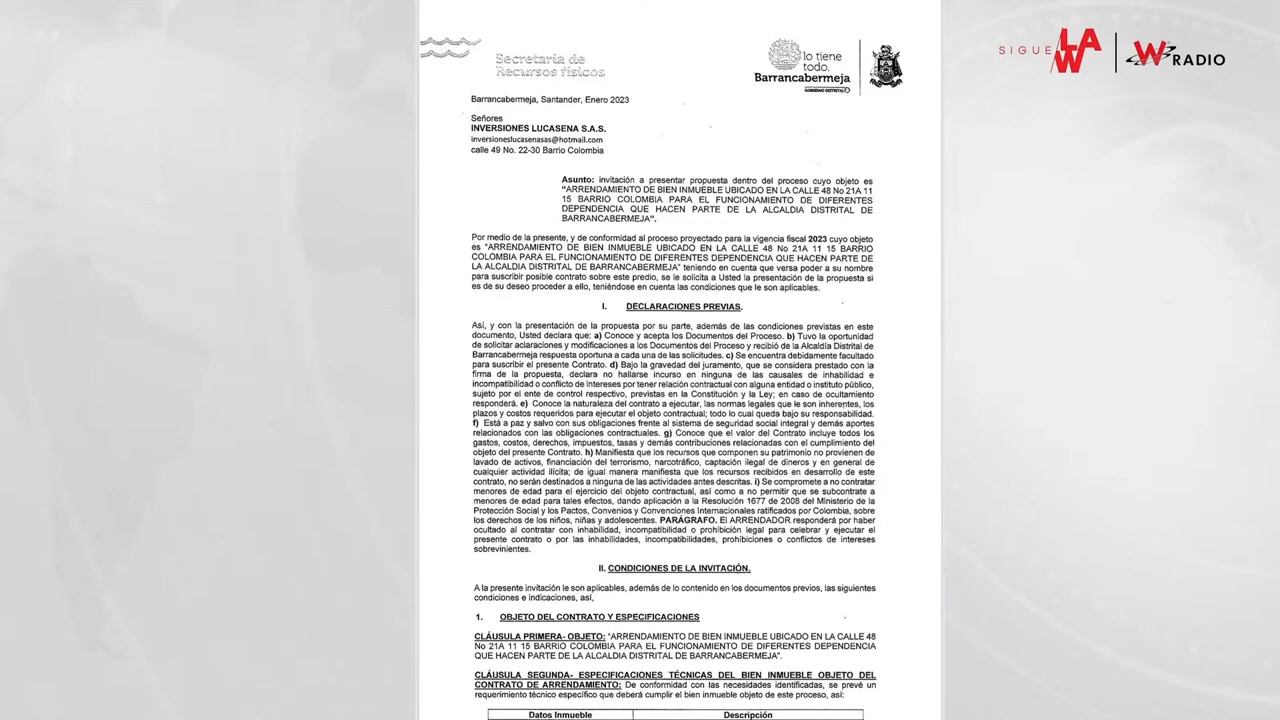 SIGUE LA W
W RADIO
Secretaría de
Recursos físicos
lo tiene
todo.
Barrancabermeja
GOBIERNO DISTRITAL
Barrancabermeja, Santander, Enero 2023
Señores
INVERSIONES LUCASENA S.A.S.
inversioneslucasenasas@hotmail.com
calle 49 No. 22-30 Barrio Colombia
Asunto: invitación a presentar propuesta dentro del proceso cuyo objeto es
"ARRENDAMIENTO DE BIEN INMUEBLE UBICADO EN LA CALLE 48 No 21A 11
15 BARRIO COLOMBIA PARA EL FUNCIONAMIENTO DE DIFERENTES
DEPENDENCIA QUE HACEN PARTE DE LA ALCALDIA DISTRITAL DE
BARRANCABERMEJA".
Por medio de la presente, y de conformidad al proceso proyectado para la vigencia fiscal 2023 cuyo objeto
es "ARRENDAMIENTO DE BIEN INMUEBLE UBICADO EN LA CALLE 48 No 21A 11 15 BARRIO
COLOMBIA PARA EL FUNCIONAMIENTO DE DIFERENTES DEPENDENCIA QUE HACEN PARTE DE
LA ALCALDIA DISTRITAL DE BARRANCABERMEJA" teniendo en cuenta que versa poder a su nombre
para suscribir posible contrato sobre este predio, se le solicita a Usted la presentación de la propuesta si
es de su deseo proceder a ello, teniéndose en cuenta las condiciones que le son aplicables.
I. DECLARACIONES PREVIAS.
Así, y con la presentación de la propuesta por su parte, además de las condiciones previstas en este
documento, Usted declara que: a) Conoce y acepta los Documentos del Proceso. b) Tuvo la oportunidad
de solicitar aclaraciones y modificaciones a los Documentos del Proceso y recibió de la Alcaldía Distrital de
Barrancabermeja respuesta oportuna a cada una de las solicitudes. c) Se encuentra debidamente facultado
para suscribir el presente Contrato. d) Bajo la gravedad del juramento, que se considera prestado con la
firma de la propuesta, declara no hallarse incurso en ninguna de las causales de inhabilidad e
incompatibilidad o conflicto de intereses por tener relación contractual con alguna entidad o instituto público,
sujeto por el ente de control respectivo, previstas en la Constitución y la Ley; en caso de ocultamiento
responderá. e) Conoce la naturaleza del contrato a ejecutar, las normas legales que le son inherentes, los
plazos y costos requeridos para ejecutar el objeto contractual; todo lo cual queda bajo su responsabilidad.
f) Está a paz y salvo con sus obligaciones frente al sistema de seguridad social integral y demás aportes
relacionados con las obligaciones contractuales. g) Conoce que el valor del Contrato incluye todos los
gastos, costos, derechos, impuestos, tasas y demás contribuciones relacionadas con el cumplimiento del
objeto del presente Contrato. h) Manifiesta que los recursos que componen su patrimonio no provienen de
lavado de activos, financiación del terrorismo, narcotráfico, captación ilegal de dineros y en general de
cualquier actividad ilícita; de igual manera manifiesta que los recursos recibidos en desarrollo de este
contrato, no serán destinados a ninguna de las actividades antes descritas. i) Se compromete a no contratar
menores de edad para el ejercicio del objeto contractual, así como a no permitir que se subcontrate a
menores de edad para tales efectos, dando aplicación a la Resolución 1677 de 2008 del Ministerio de la
Protección Social y los Pactos, Convenios y Convenciones Internacionales ratificados por Colombia, sobre
los derechos de los niños, niñas y adolescentes. PARÁGRAFO. El ARRENDADOR responderá por haber
ocultado al contratar con inhabilidad, incompatibilidad o prohibición legal para celebrar y ejecutar el
presente contrato o por las inhabilidades, incompatibilidades, prohibiciones o conflictos de intereses
sobrevinientes.
II. CONDICIONES DE LA INVITACIÓN.
A la presente invitación le son aplicables, además de lo contenido en los documentos previos, las siguientes
condiciones e indicaciones, así,
1. OBJETO DEL CONTRATO Y ESPECIFICACIONES
CLÁUSULA PRIMERA- OBJETO: "ARRENDAMIENTO DE BIEN INMUEBLE UBICADO EN LA CALLE 48
No 21A 11 15 BARRIO COLOMBIA PARA EL FUNCIONAMIENTO DE DIFERENTES DEPENDENCIA
QUE HACEN PARTE DE LA ALCALDIA DISTRITAL DE BARRANCABERMEJA".
CLÁUSULA SEGUNDA- ESPECIFICACIONES TÉCNICAS DEL BIEN INMUEBLE OBJETO DEL
CONTRATO DE ARRENDAMIENTO: De conformidad con las necesidades identificadas, se prevé un
requerimiento técnico específico que deberá cumplir el bien inmueble objeto de este proceso, así:
Datos Inmueble Descripción